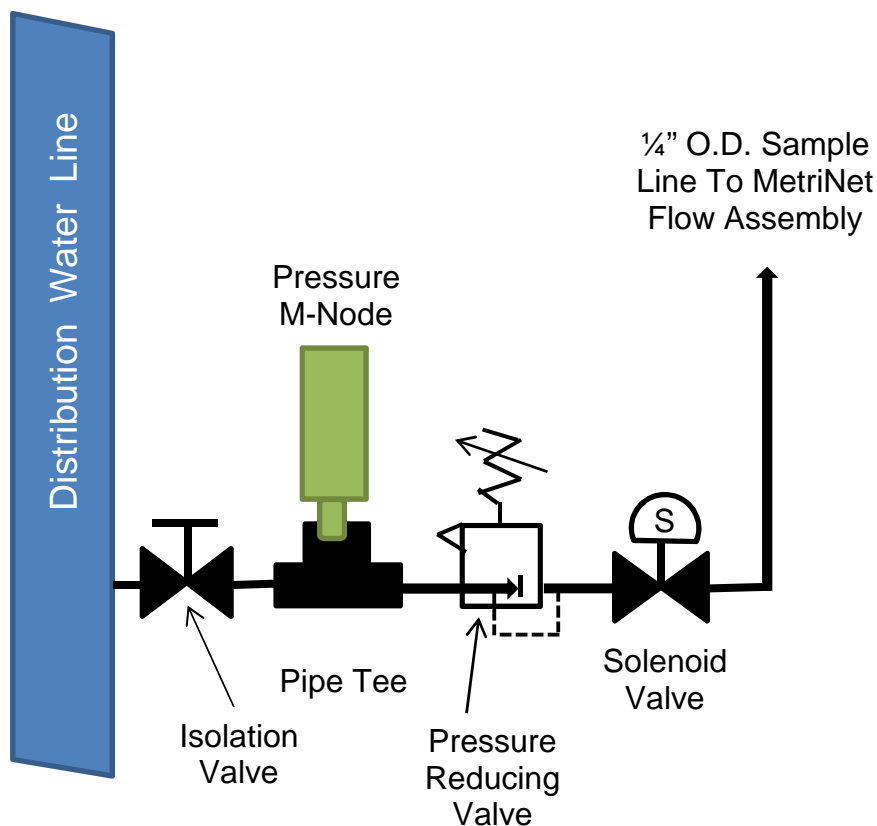 Distribution Water Line
¼” O.D. Sample
Line To MetriNet
Flow Assembly
Pressure
M-Node
S
Pipe Tee
Solenoid
Valve
Isolation
Valve
Pressure
Reducing
Valve